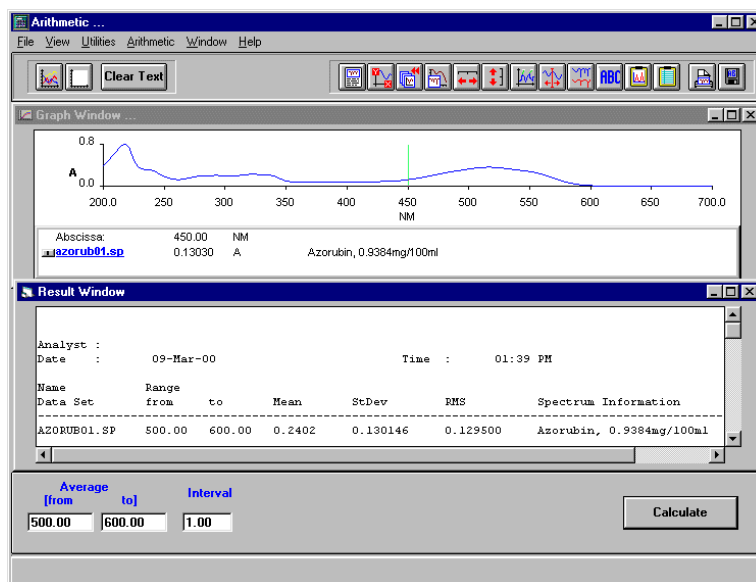 Arithmetic ...
File View Utilities Arithmetic Window Help
Clear Text
ABC
Graph Window ...
0.8
A
0.0
200.0 250 300 350 400 450 500 550 600 650 700.0
NM
Abscissa: 450.00 NM
azorub01.sp 0.13030 A Azorubin, 0.9384mg/100ml
Result Window
Analyst :
Date : 09-Mar-00 Time : 01:39 PM
Name Range
Data Set from to Mean StDev RMS Spectrum Information
AZORUB01.SP 500.00 600.00 0.2402 0.130146 0.129500 Azorubin, 0.9384mg/100ml
Average Interval
[from to]
500.00 600.00 1.00
Calculate